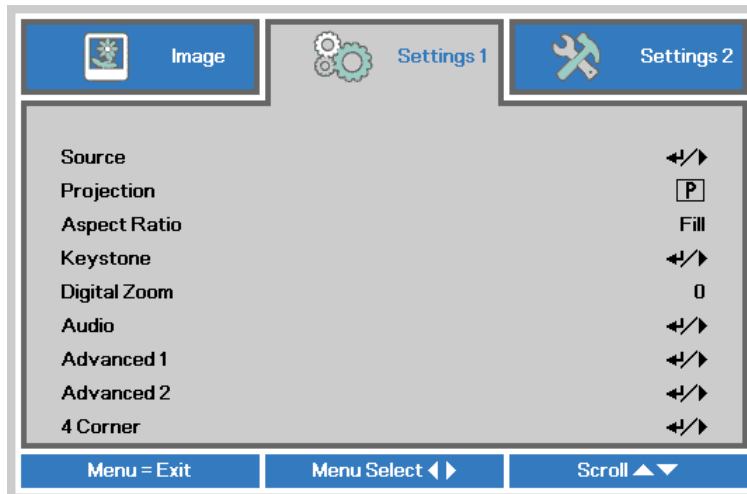 Image
Settings 1
Settings 2
Source ↵/▶
Projection P
Aspect Ratio Fill
Keystone ↵/▶
Digital Zoom 0
Audio ↵/▶
Advanced 1 ↵/▶
Advanced 2 ↵/▶
4 Corner ↵/▶
Menu = Exit
Menu Select ◀▶
Scroll ▲▼